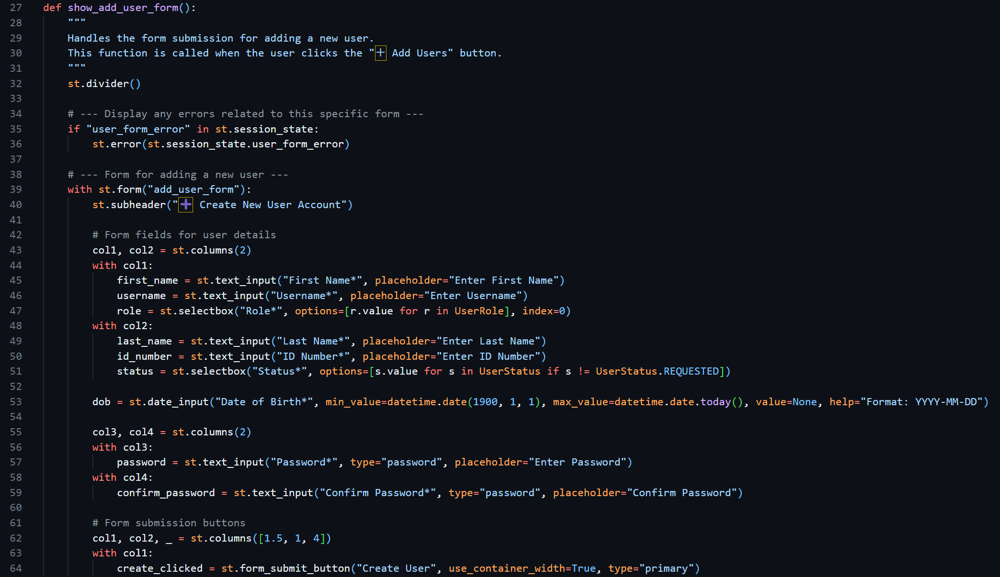 27 def show_add_user_form():
28     """
29     Handles the form submission for adding a new user.
30     This function is called when the user clicks the "＋ Add Users" button.
31     """
32     st.divider()
33
34     # --- Display any errors related to this specific form ---
35     if "user_form_error" in st.session_state:
36         st.error(st.session_state.user_form_error)
37
38     # --- Form for adding a new user ---
39     with st.form("add_user_form"):
40         st.subheader("➕ Create New User Account")
41
42         # Form fields for user details
43         col1, col2 = st.columns(2)
44         with col1:
45             first_name = st.text_input("First Name*", placeholder="Enter First Name")
46             username = st.text_input("Username*", placeholder="Enter Username")
47             role = st.selectbox("Role*", options=[r.value for r in UserRole], index=0)
48         with col2:
49             last_name = st.text_input("Last Name*", placeholder="Enter Last Name")
50             id_number = st.text_input("ID Number*", placeholder="Enter ID Number")
51             status = st.selectbox("Status*", options=[s.value for s in UserStatus if s != UserStatus.REQUESTED])
52
53         dob = st.date_input("Date of Birth*", min_value=datetime.date(1900, 1, 1), max_value=datetime.date.today(), value=None, help="Format: YYYY-MM-DD")
54
55         col3, col4 = st.columns(2)
56         with col3:
57             password = st.text_input("Password*", type="password", placeholder="Enter Password")
58         with col4:
59             confirm_password = st.text_input("Confirm Password*", type="password", placeholder="Confirm Password")
60
61         # Form submission buttons
62         col1, col2, _ = st.columns([1.5, 1, 4])
63         with col1:
64             create_clicked = st.form_submit_button("Create User", use_container_width=True, type="primary")